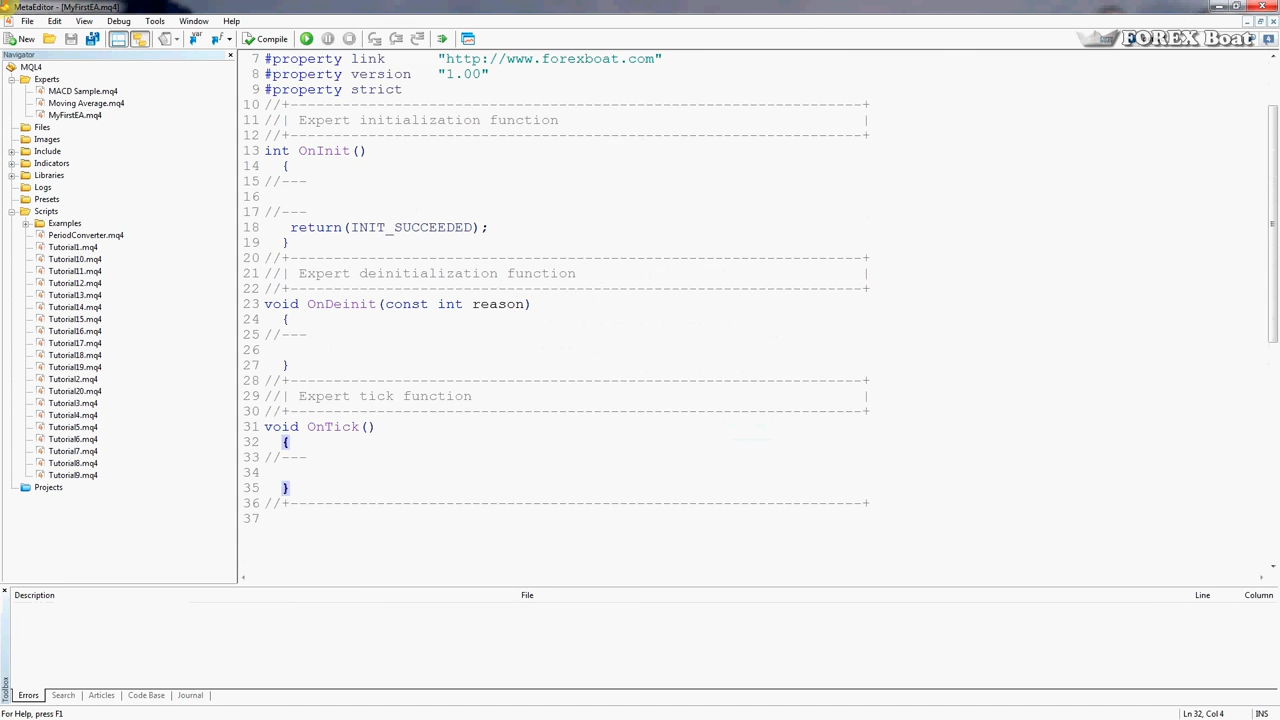 MetaEditor - [MyFirstEA.mq4]
File Edit View Debug Tools Window Help
New Compile
FOREX Boat
Navigator
MQL4
Experts
MACD Sample.mq4
Moving Average.mq4
MyFirstEA.mq4
Files
Images
Include
Indicators
Libraries
Logs
Presets
Scripts
Examples
PeriodConverter.mq4
Tutorial1.mq4
Tutorial10.mq4
Tutorial11.mq4
Tutorial12.mq4
Tutorial13.mq4
Tutorial14.mq4
Tutorial15.mq4
Tutorial16.mq4
Tutorial17.mq4
Tutorial18.mq4
Tutorial19.mq4
Tutorial2.mq4
Tutorial20.mq4
Tutorial3.mq4
Tutorial4.mq4
Tutorial5.mq4
Tutorial6.mq4
Tutorial7.mq4
Tutorial8.mq4
Tutorial9.mq4
Projects
7 #property link "http://www.forexboat.com"
8 #property version "1.00"
9 #property strict
10 //+------------------------------------------------------------------+
11 //| Expert initialization function |
12 //+------------------------------------------------------------------+
13 int OnInit()
14 {
15 //---
16
17 //---
18 return(INIT_SUCCEEDED);
19 }
20 //+------------------------------------------------------------------+
21 //| Expert deinitialization function |
22 //+------------------------------------------------------------------+
23 void OnDeinit(const int reason)
24 {
25 //---
26
27 }
28 //+------------------------------------------------------------------+
29 //| Expert tick function |
30 //+------------------------------------------------------------------+
31 void OnTick()
32 {
33 //---
34
35 }
36 //+------------------------------------------------------------------+
37
Description File Line Column
Toolbox
Errors Search Articles Code Base Journal
For Help, press F1 Ln 32, Col 4 INS